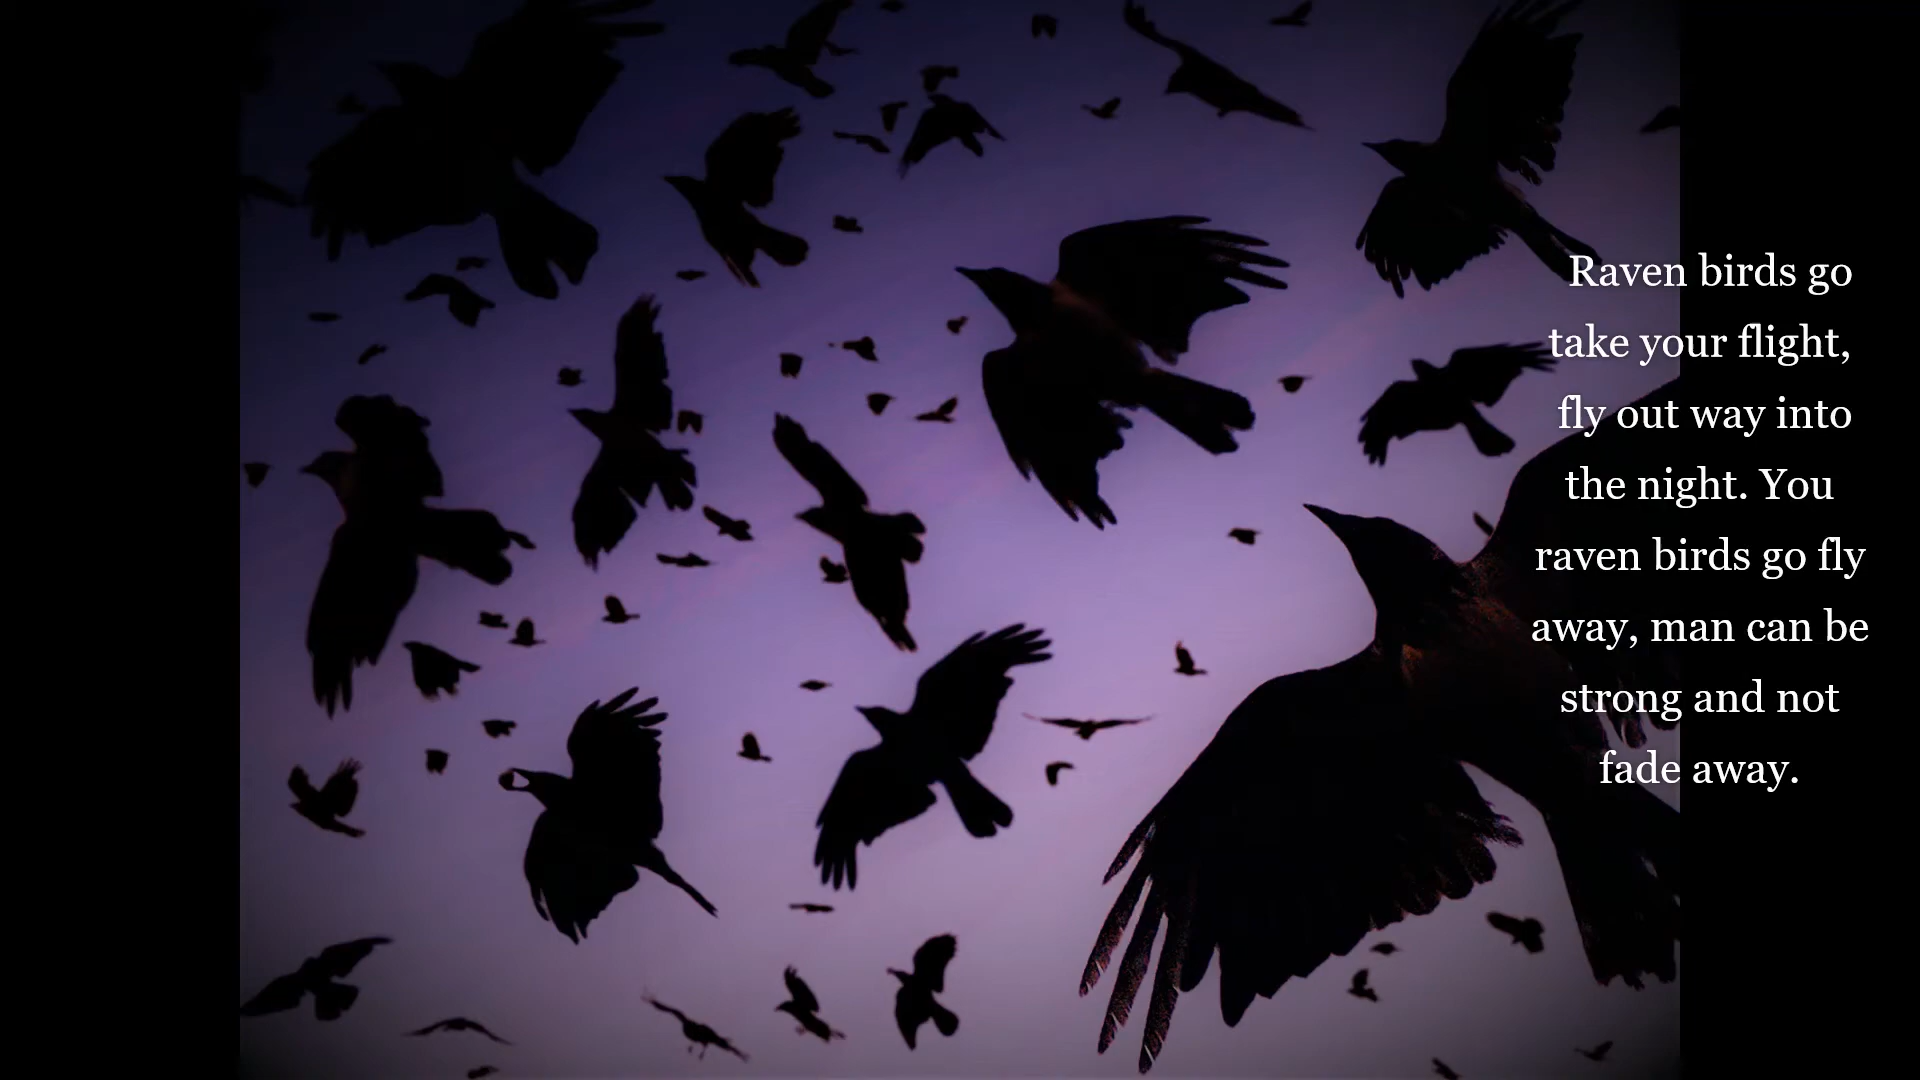 Raven birds go
take your flight,
fly out way into
the night. You
raven birds go fly
away, man can be
strong and not
fade away.